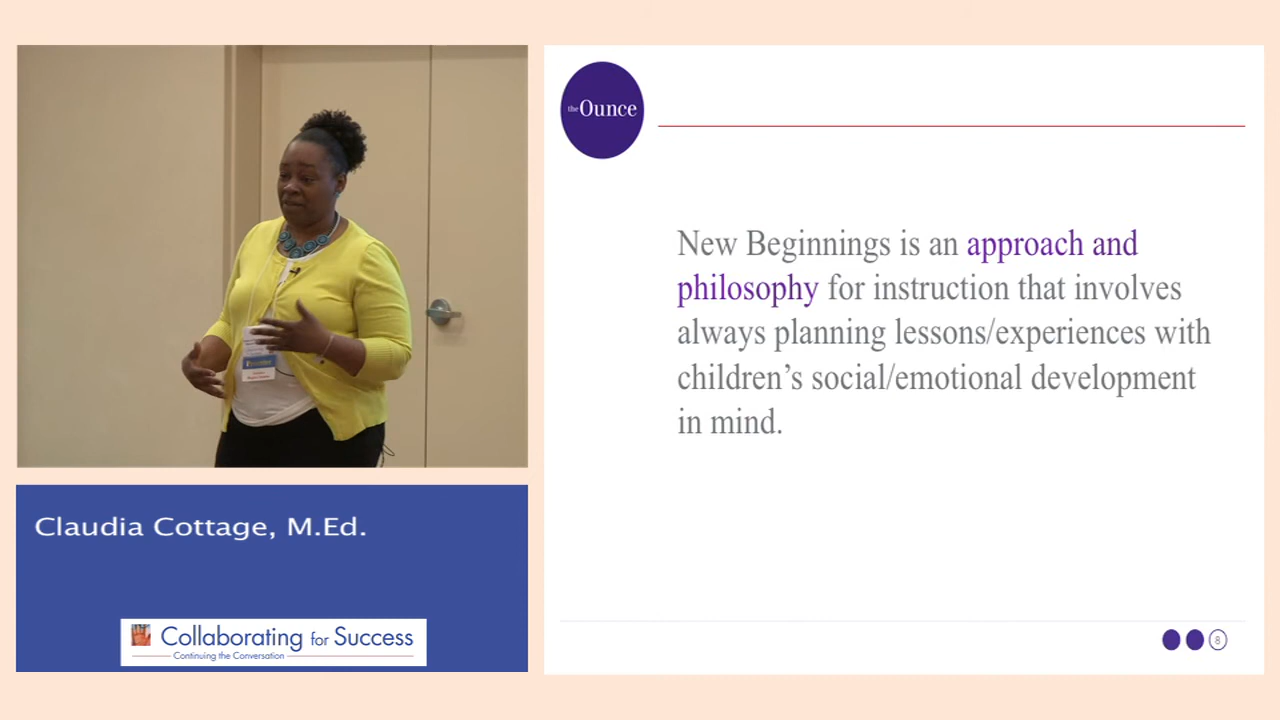 the Ounce
New Beginnings is an approach and
philosophy for instruction that involves
always planning lessons/experiences with
children's social/emotional development
in mind.
8
Claudia Cottage, M.Ed.
Collaborating for Success
Continuing the Conversation